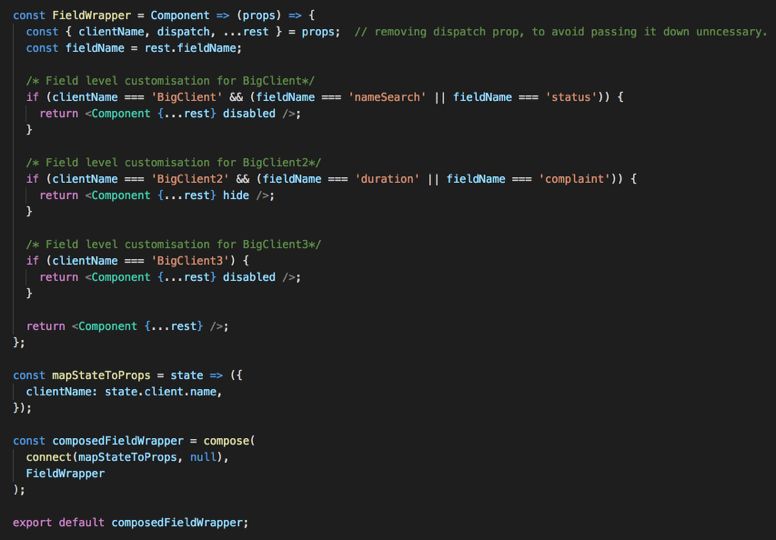 const FieldWrapper = Component => (props) => {
const { clientName, dispatch, ...rest } = props;  // removing dispatch prop, to avoid passing it down unncessary.
const fieldName = rest.fieldName;
/* Field level customisation for BigClient*/
if (clientName === 'BigClient' && (fieldName === 'nameSearch' || fieldName === 'status')) {
return <Component {...rest} disabled />;
}
/* Field level customisation for BigClient2*/
if (clientName === 'BigClient2' && (fieldName === 'duration' || fieldName === 'complaint')) {
return <Component {...rest} hide />;
}
/* Field level customisation for BigClient3*/
if (clientName === 'BigClient3') {
return <Component {...rest} disabled />;
}
return <Component {...rest} />;
};
const mapStateToProps = state => ({
clientName: state.client.name,
});
const composedFieldWrapper = compose(
connect(mapStateToProps, null),
FieldWrapper
);
export default composedFieldWrapper;